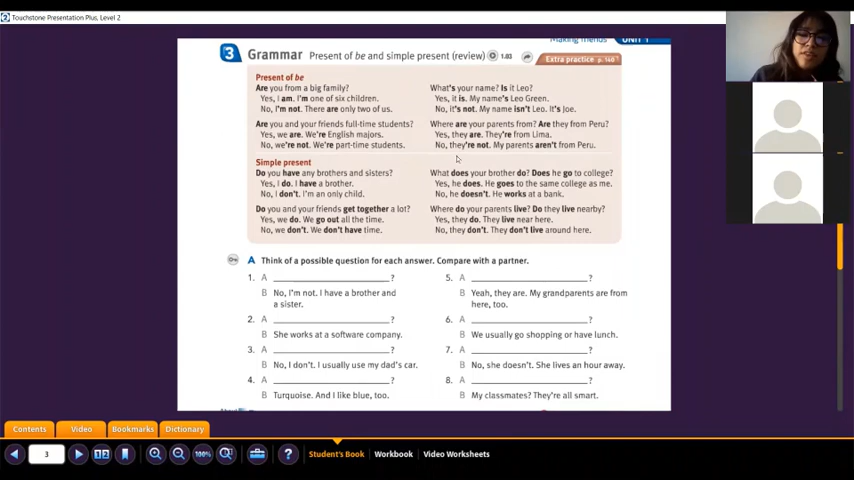 Touchstone Presentation Plus, Level 2
Making friends UNIT 1
3 Grammar Present of be and simple present (review) 1.03 Extra practice p. 140
Present of be
Are you from a big family?
Yes, I am. I'm one of six children.
No, I'm not. There are only two of us.
Are you and your friends full-time students?
Yes, we are. We're English majors.
No, we're not. We're part-time students.
What's your name? Is it Leo?
Yes, it is. My name's Leo Green.
No, it's not. My name isn't Leo. It's Joe.
Where are your parents from? Are they from Peru?
Yes, they are. They're from Lima.
No, they're not. My parents aren't from Peru.
Simple present
Do you have any brothers and sisters?
Yes, I do. I have a brother.
No, I don't. I'm an only child.
Do you and your friends get together a lot?
Yes, we do. We go out all the time.
No, we don't. We don't have time.
What does your brother do? Does he go to college?
Yes, he does. He goes to the same college as me.
No, he doesn't. He works at a bank.
Where do your parents live? Do they live nearby?
Yes, they do. They live near here.
No, they don't. They don't live around here.
A Think of a possible question for each answer. Compare with a partner.
1. A ?
B No, I'm not. I have a brother and
a sister.
2. A ?
B She works at a software company.
3. A ?
B No, I don't. I usually use my dad's car.
4. A ?
B Turquoise. And I like blue, too.
5. A ?
B Yeah, they are. My grandparents are from
here, too.
6. A ?
B We usually go shopping or have lunch.
7. A ?
B No, she doesn't. She lives an hour away.
8. A ?
B My classmates? They're all smart.
Contents Video Bookmarks Dictionary
3 1 2 100% ? Student's Book Workbook Video Worksheets